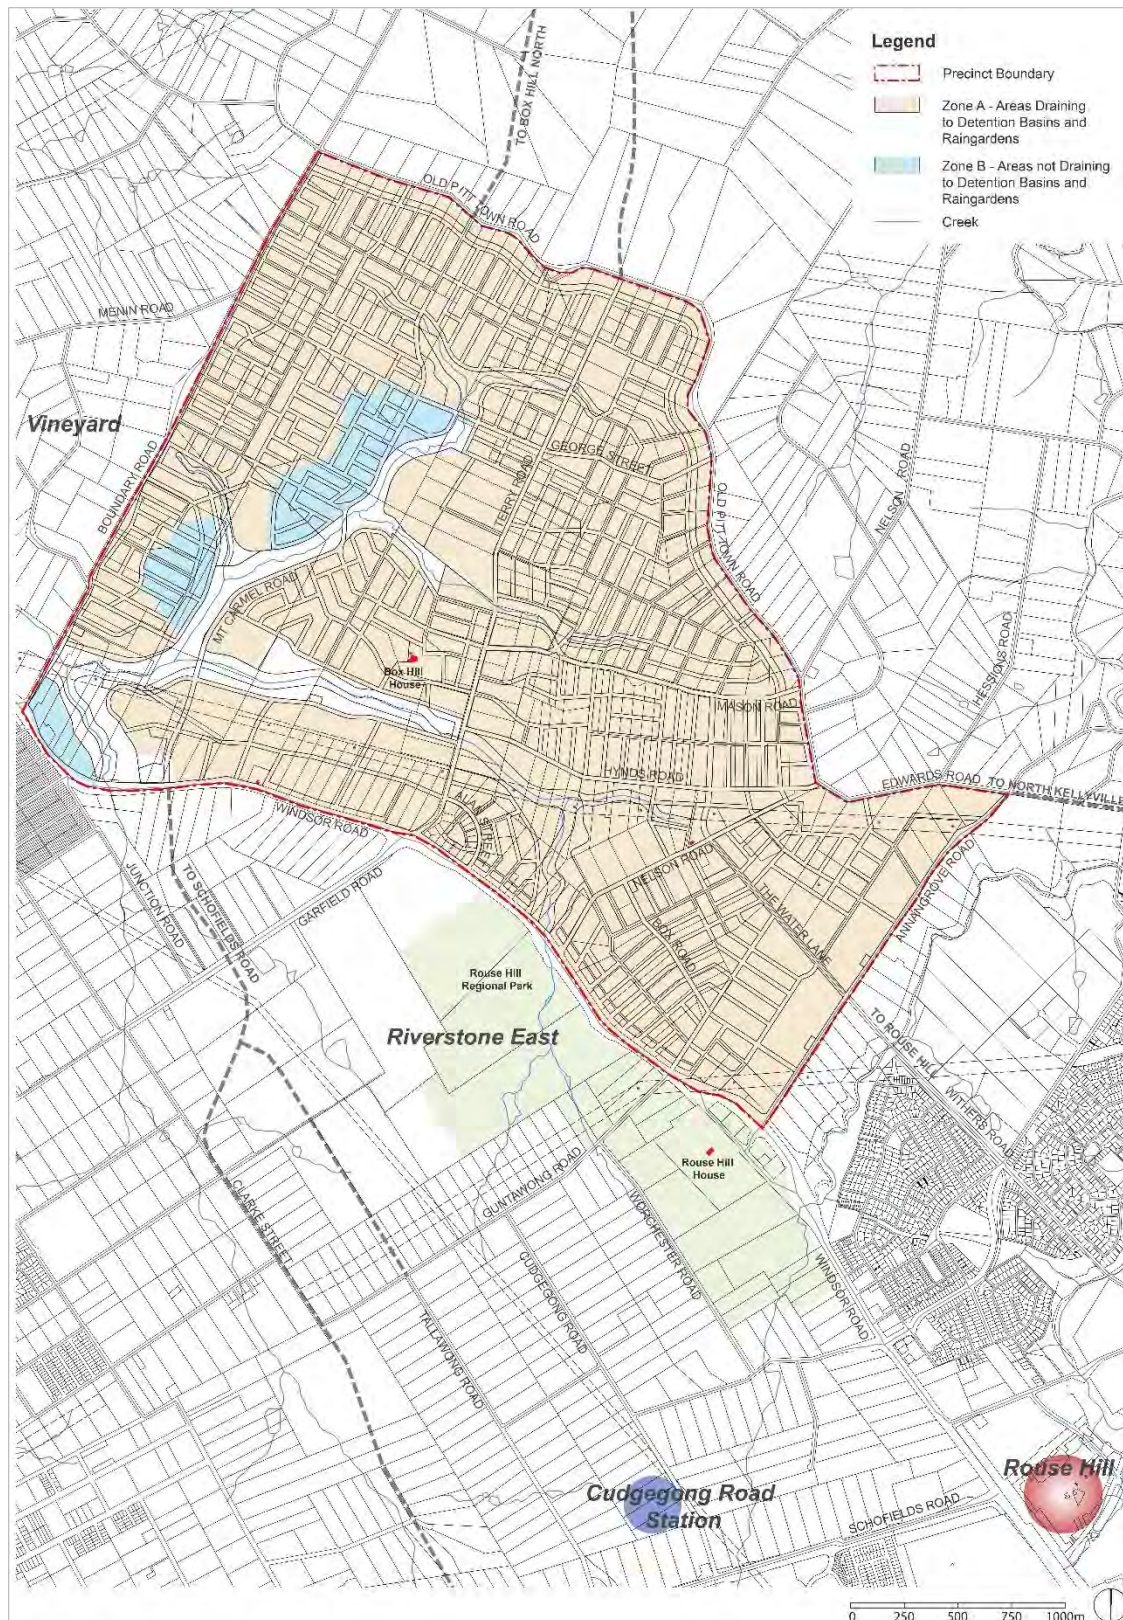 Legend
Precinct Boundary
Zone A - Areas Draining
to Detention Basins and
Raingardens
Zone B - Areas not Draining
to Detention Basins and
Raingardens
Creek
TO BOX HILL NORTH
OLD PITT TOWN ROAD
MENIN ROAD
Vineyard
BOUNDARY ROAD
GEORGE STREET
TERRY ROAD
NELSON ROAD
OLD PITT TOWN ROAD
MT CARMEL ROAD
HESSIONS ROAD
Box Hill
House
MASON ROAD
HYNDS ROAD
EDWARDS ROAD
TO NORTH KELLYVILLE
WINDSOR ROAD
ALAN STREET
JUNCTION ROAD
TO SCHOFIELDS ROAD
GARFIELD ROAD
NELSON ROAD
THE WATER LANE
BOX ROAD
ANNANGROVE ROAD
Rouse Hill
Regional Park
Riverstone East
TO ROUSE HILL
WITHERS ROAD
Rouse Hill
House
GUNTAWONG ROAD
WORCHESTER ROAD
CLARKE STREET
CUDGEGONG ROAD
WINDSOR ROAD
TALLAWONG ROAD
Rouse Hill
Cudgegong Road
Station
SCHOFIELDS ROAD
0 250 500 750 1000m